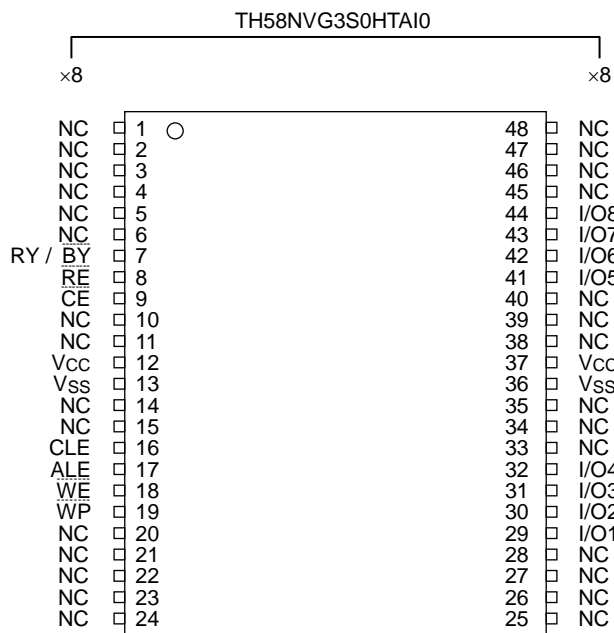 TH58NVG3S0HTAI0
×8 ×8
NC 1 48 NC
NC 2 47 NC
NC 3 46 NC
NC 4 45 NC
NC 5 44 I/O8
NC 6 43 I/O7
RY / BY 7 42 I/O6
RE 8 41 I/O5
CE 9 40 NC
NC 10 39 NC
NC 11 38 NC
VCC 12 37 VCC
VSS 13 36 VSS
NC 14 35 NC
NC 15 34 NC
CLE 16 33 NC
ALE 17 32 I/O4
WE 18 31 I/O3
WP 19 30 I/O2
NC 20 29 I/O1
NC 21 28 NC
NC 22 27 NC
NC 23 26 NC
NC 24 25 NC